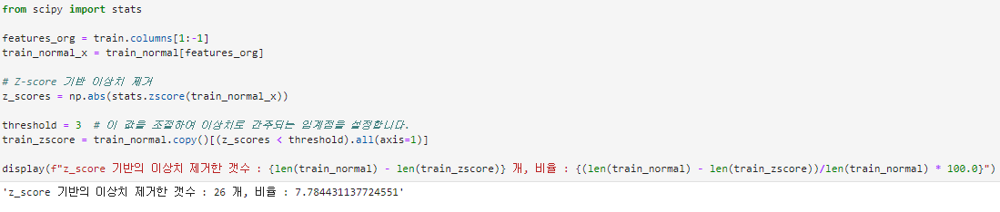 from scipy import stats
features_org = train.columns[1:-1]
train_normal_x = train_normal[features_org]
# Z-score 기반 이상치 제거
z_scores = np.abs(stats.zscore(train_normal_x))
threshold = 3  # 이 값을 조절하여 이상치로 간주되는 임계점을 설정합니다.
train_zscore = train_normal.copy()[(z_scores < threshold).all(axis=1)]
display(f"z_score 기반의 이상치 제거한 갯수 : {len(train_normal) - len(train_zscore)} 개, 비율 : {(len(train_normal) - len(train_zscore))/len(train_normal) * 100.0}")
'z_score 기반의 이상치 제거한 갯수 : 26 개, 비율 : 7.784431137724551'